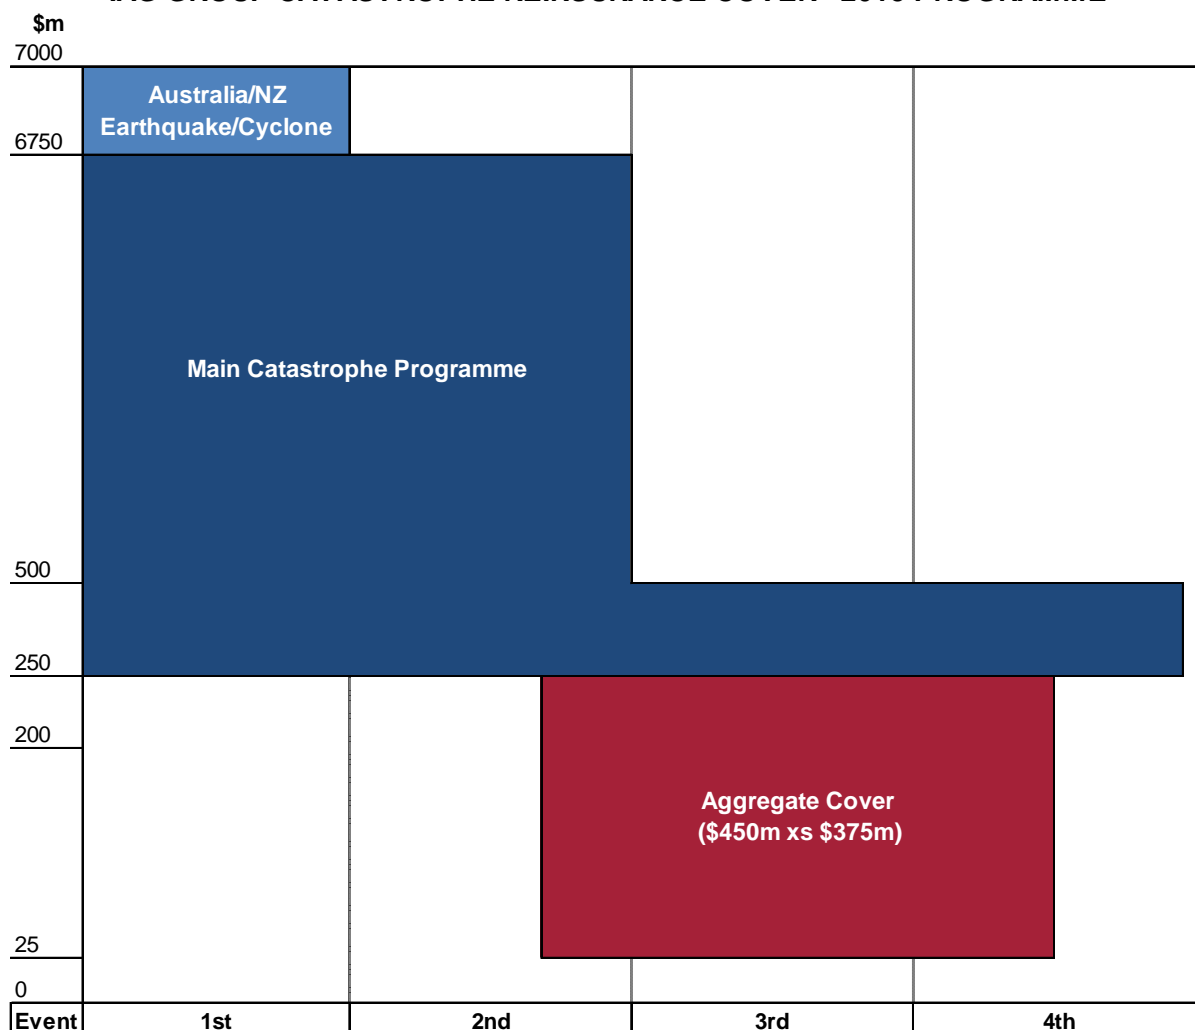 $m
7000
Australia/NZ
Earthquake/Cyclone
6750
Main Catastrophe Programme
500
250
200
Aggregate Cover
($450m xs $375m)
25
0
Event 1st 2nd 3rd 4th